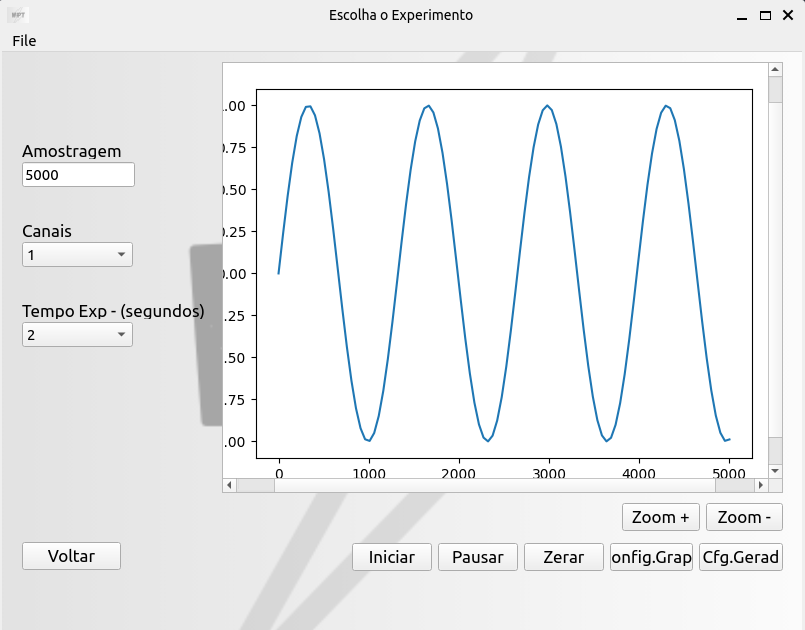 Escolha o Experimento
File
Amostragem
5000
Canais
1
Tempo Exp - (segundos)
2
.00
0.75
0.50
0.25
0.00
.25
.50
.75
.00
0 1000 2000 3000 4000 5000
Zoom + Zoom -
Voltar Iniciar Pausar Zerar onfig.Grap Cfg.Gerad